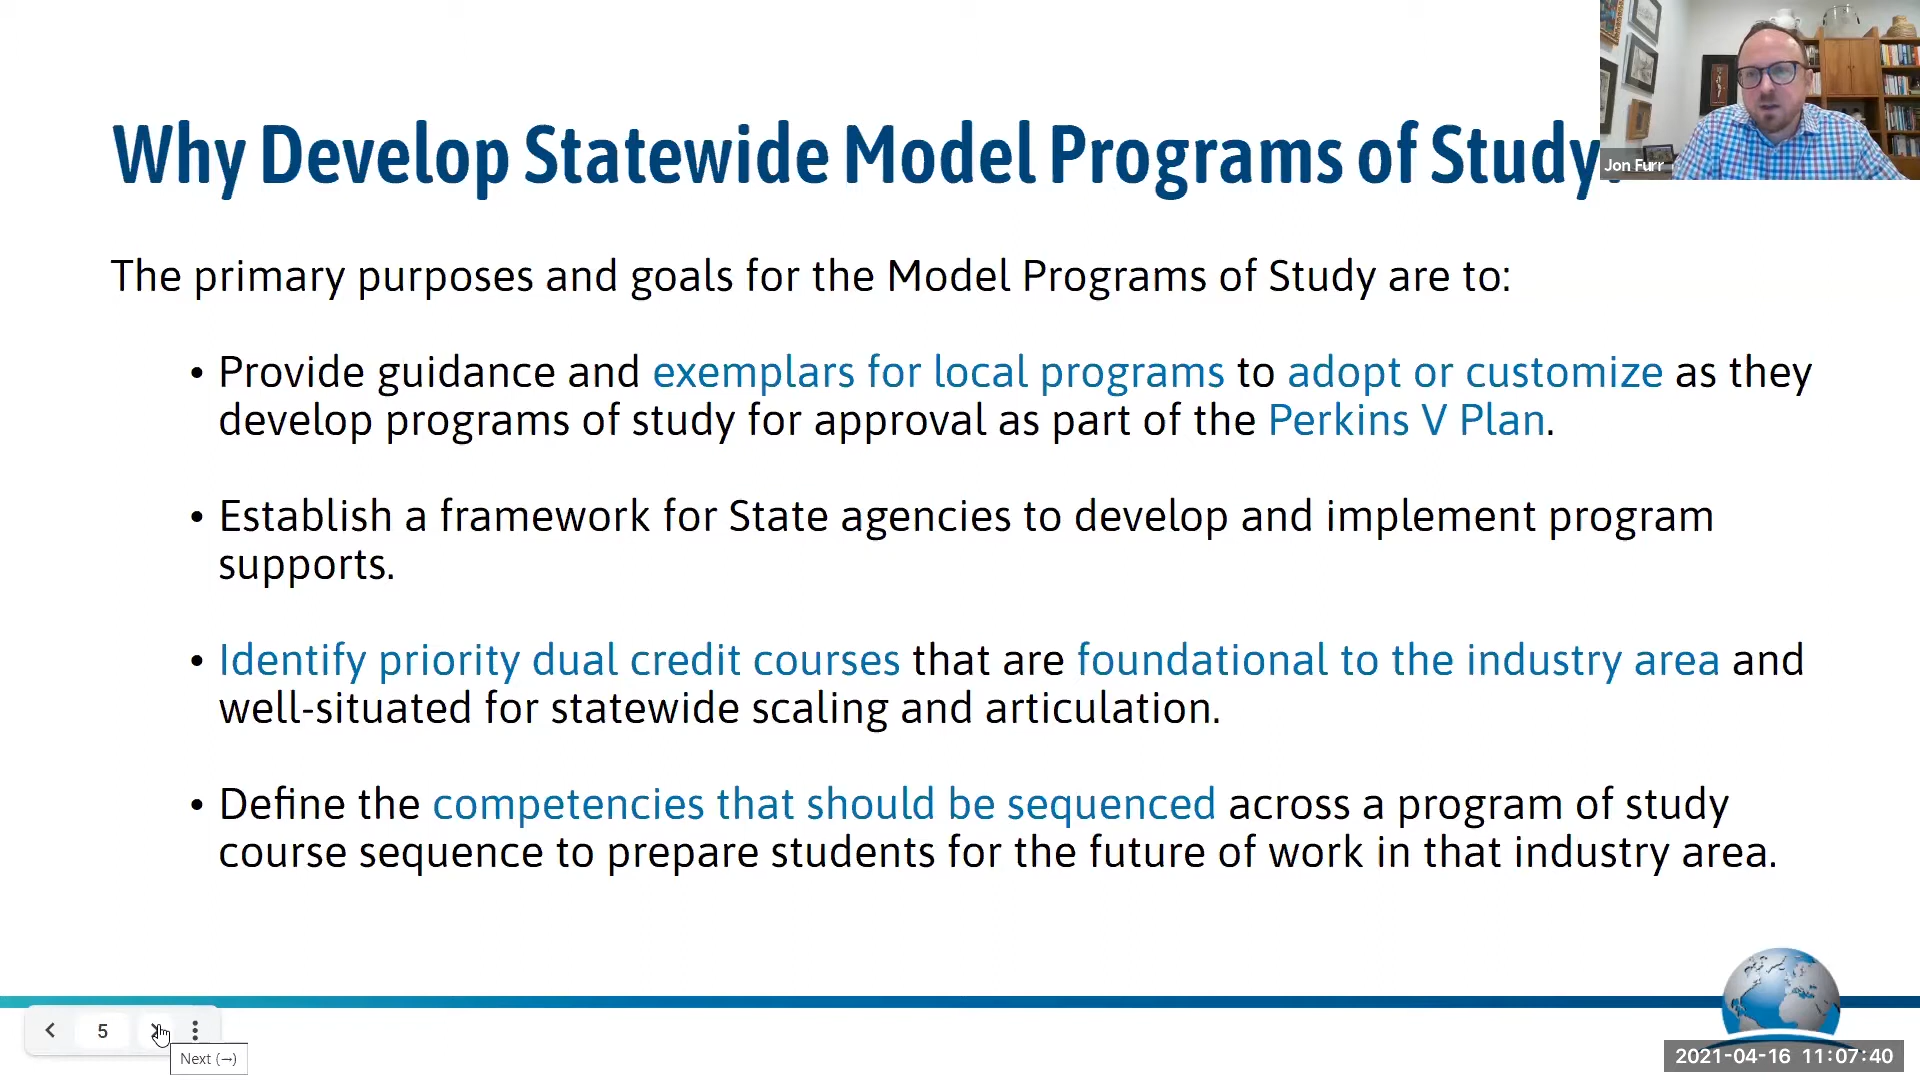 Why Develop Statewide Model Programs of Study?
Jon Furr
The primary purposes and goals for the Model Programs of Study are to:
• Provide guidance and exemplars for local programs to adopt or customize as they
develop programs of study for approval as part of the Perkins V Plan.
• Establish a framework for State agencies to develop and implement program
supports.
• Identify priority dual credit courses that are foundational to the industry area and
well-situated for statewide scaling and articulation.
• Define the competencies that should be sequenced across a program of study
course sequence to prepare students for the future of work in that industry area.
5
Next (→)
2021-04-16 11:07:40